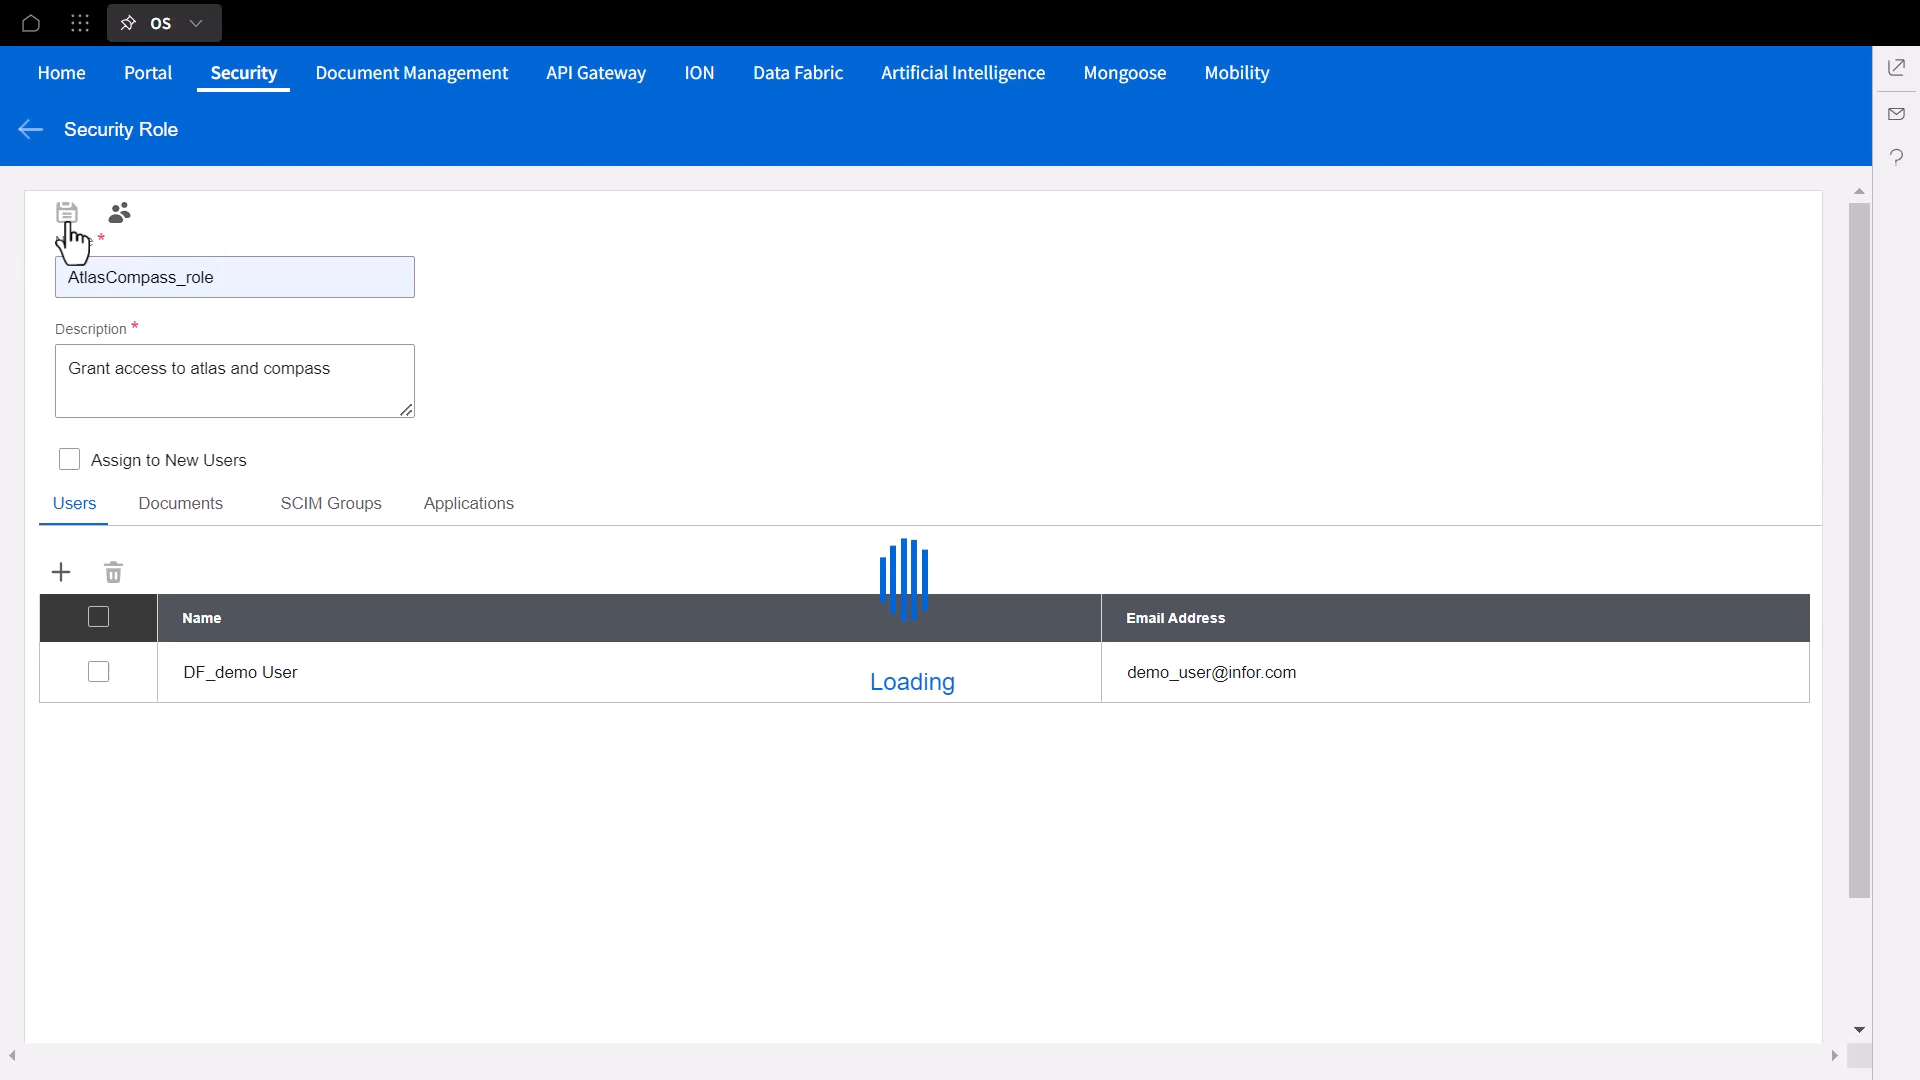 OS
Home Portal Security Document Management API Gateway ION Data Fabric Artificial Intelligence Mongoose Mobility
Security Role
*
AtlasCompass_role
Description *
Grant access to atlas and compass
Assign to New Users
Users Documents SCIM Groups Applications
Name Email Address
DF_demo User demo_user@infor.com
Loading